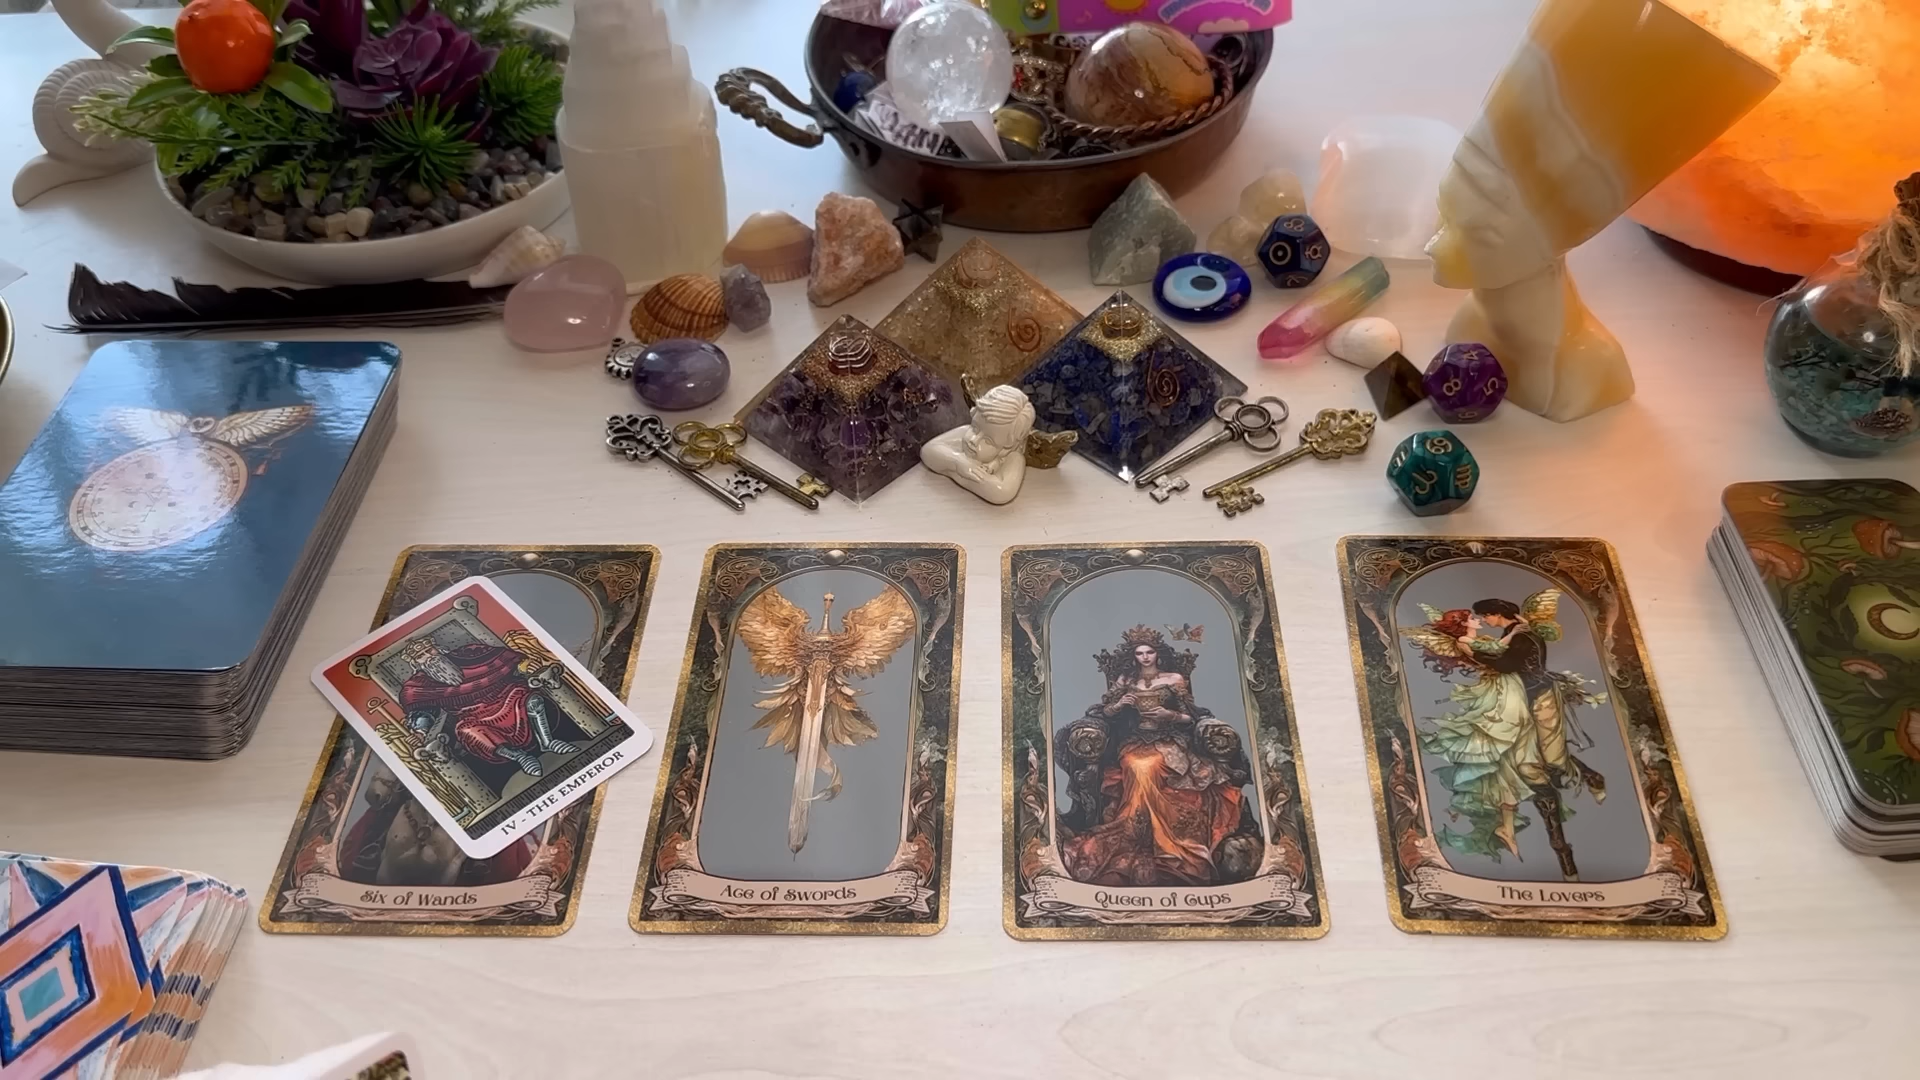 IV - THE EMPEROR
Six of Wands
Ace of Swords
Queen of Cups
The Lovers